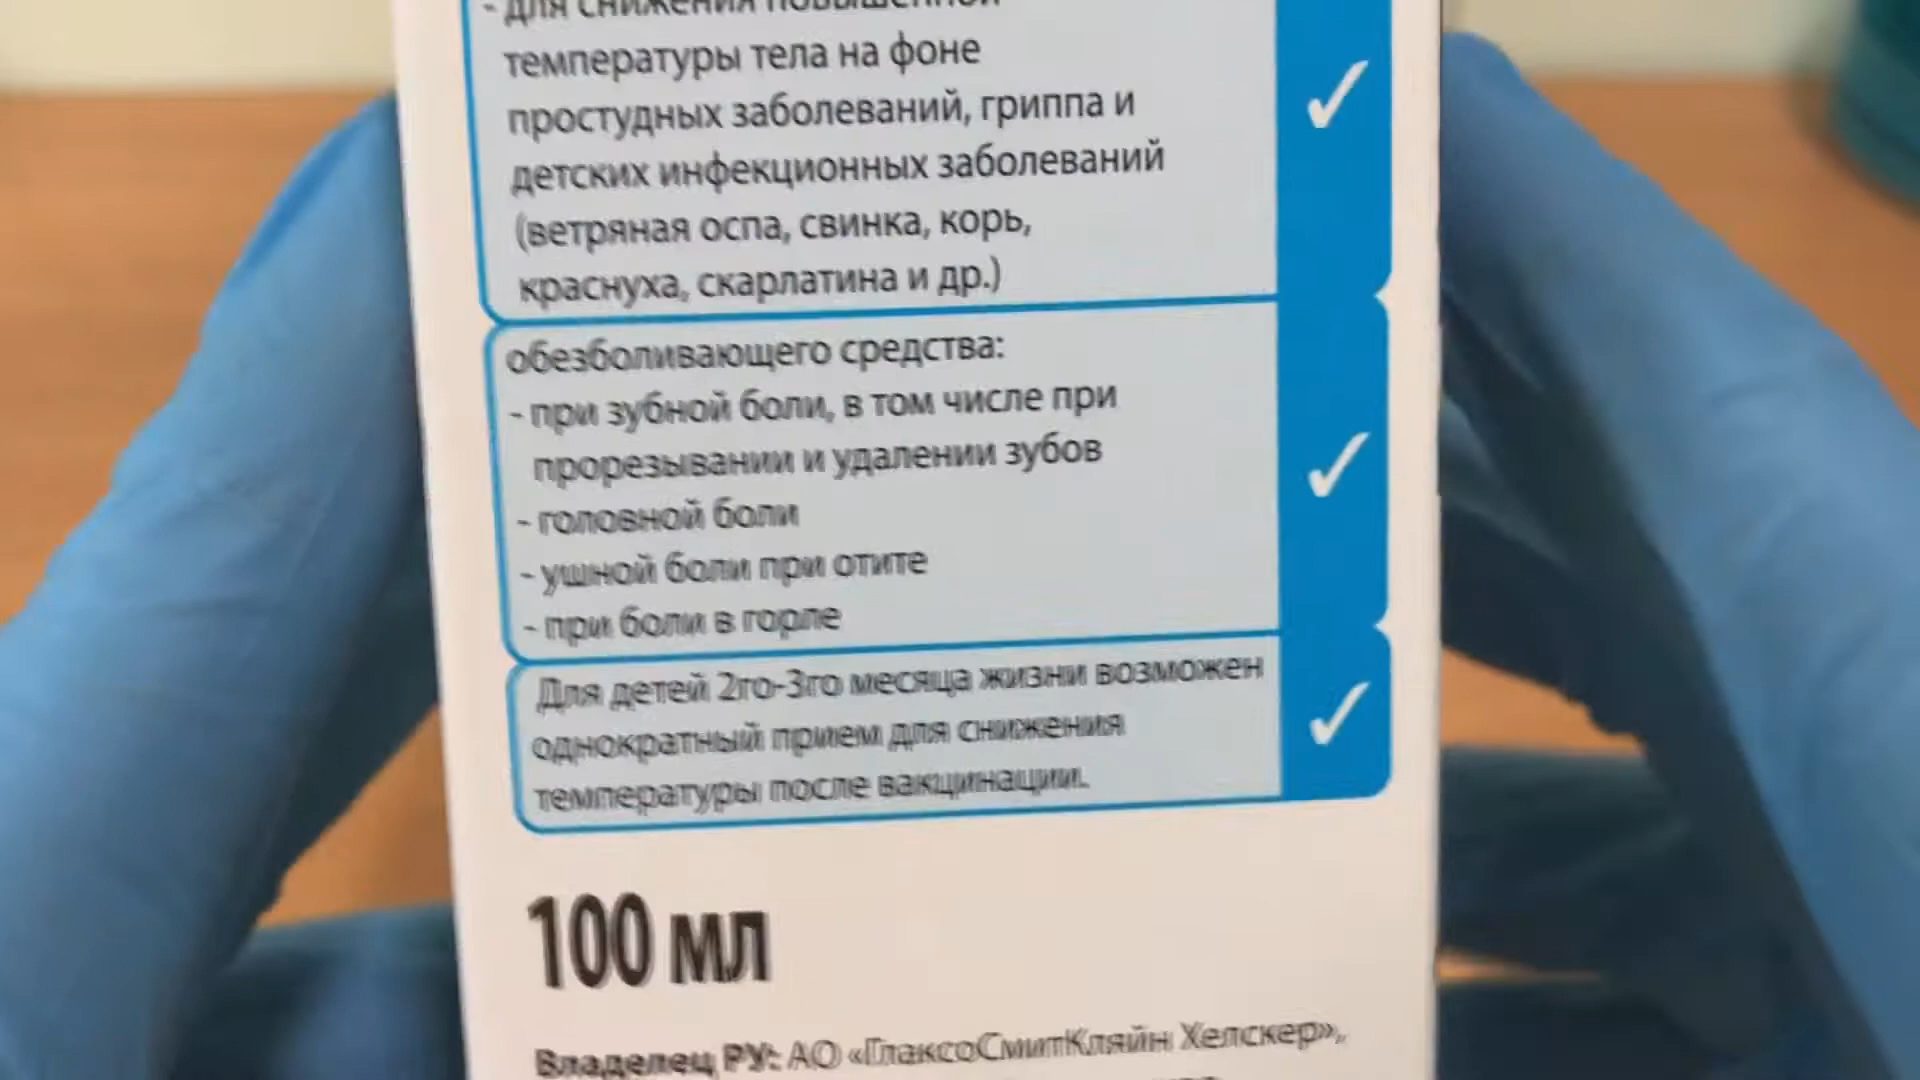 - для снижения повышенной
температуры тела на фоне
простудных заболеваний, гриппа и
детских инфекционных заболеваний
(ветряная оспа, свинка, корь,
краснуха, скарлатина и др.)
обезболивающего средства:
- при зубной боли, в том числе при
прорезывании и удалении зубов
- головной боли
- ушной боли при отите
- при боли в горле
Для детей 2го-3го месяца жизни возможен
однократный прием для снижения
температуры после вакцинации.
100 мл
Владелец РУ: АО «ГлаксоСмитКляйн Хелскер»,